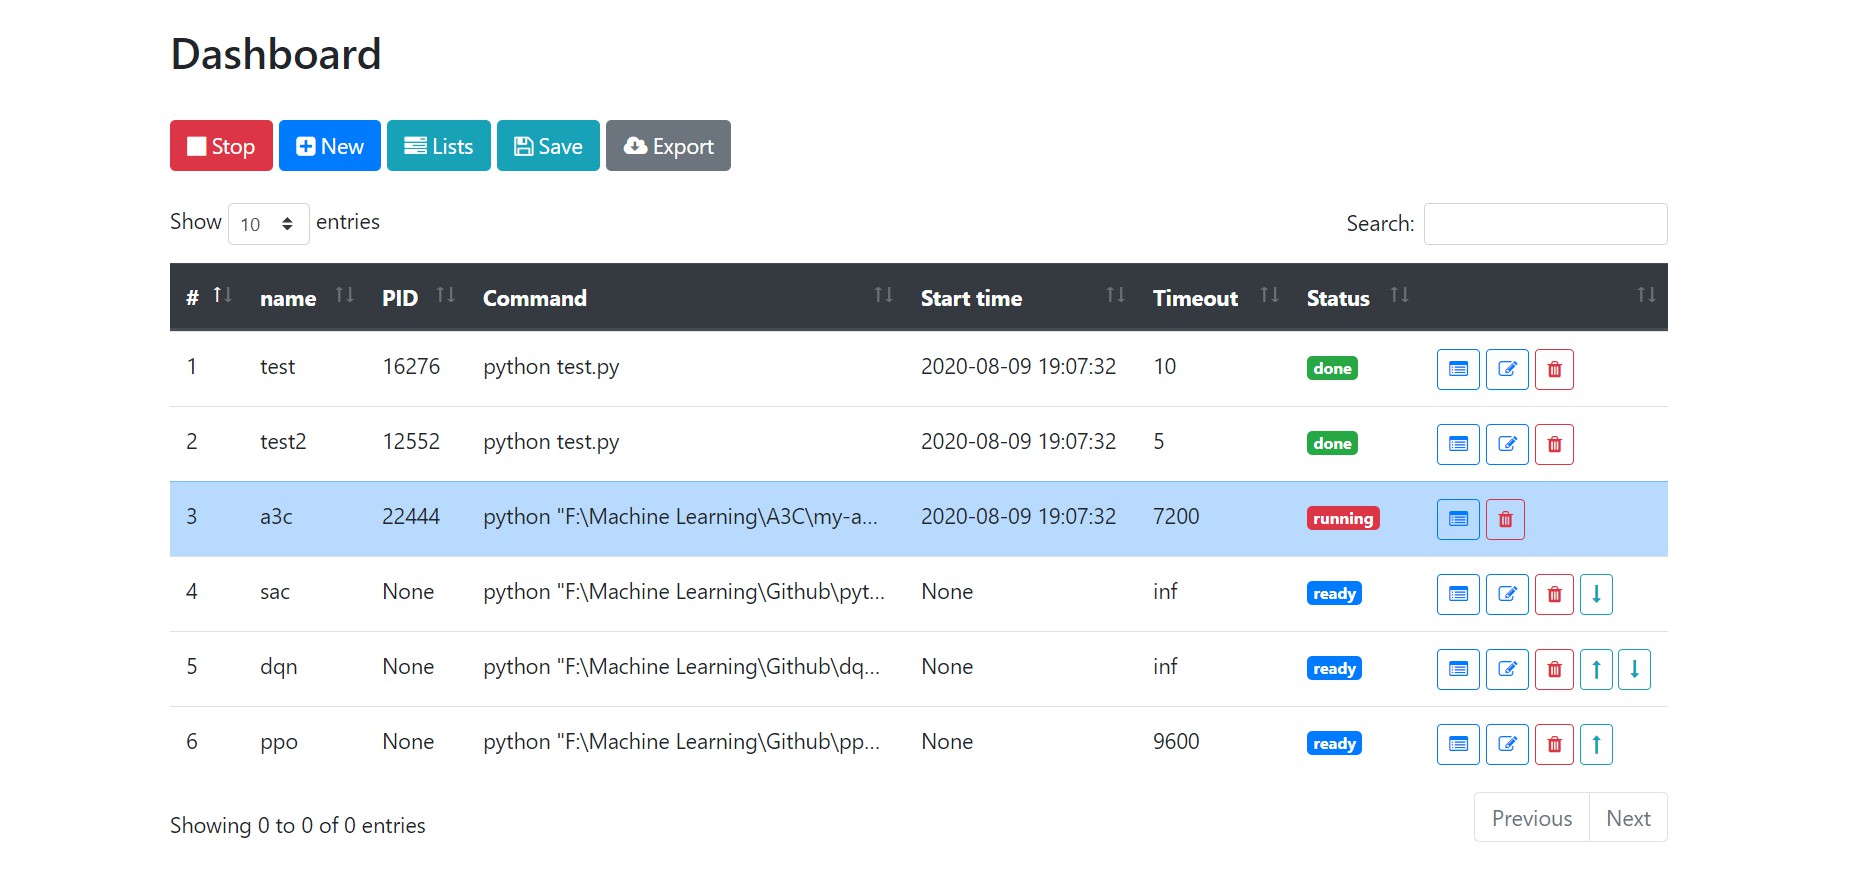 Dashboard
Stop New Lists Save Export
Show 10 entries Search:
# name PID Command Start time Timeout Status
1 test 16276 python test.py 2020-08-09 19:07:32 10 done
2 test2 12552 python test.py 2020-08-09 19:07:32 5 done
3 a3c 22444 python "F:\Machine Learning\A3C\my-a... 2020-08-09 19:07:32 7200 running
4 sac None python "F:\Machine Learning\Github\pyt... None inf ready
5 dqn None python "F:\Machine Learning\Github\dq... None inf ready
6 ppo None python "F:\Machine Learning\Github\pp... None 9600 ready
Showing 0 to 0 of 0 entries Previous Next